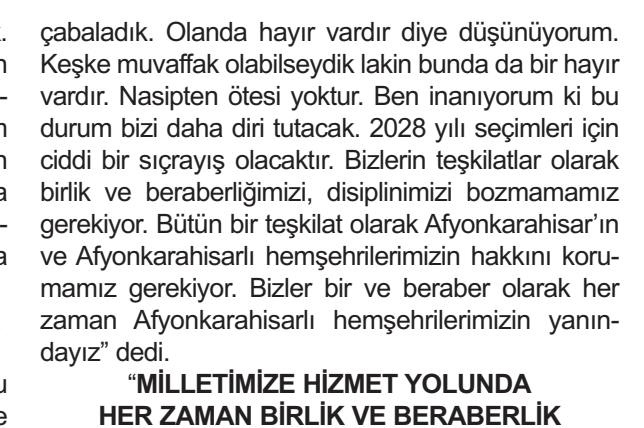 çabaladık. Olanda hayır vardır diye düşünüyorum.
Keşke muvaffak olabilseydik lakin bunda da bir hayır
vardır. Nasipten ötesi yoktur. Ben inanıyorum ki bu
durum bizi daha diri tutacak. 2028 yılı seçimleri için
ciddi bir sıçrayış olacaktır. Bizlerin teşkilatlar olarak
birlik ve beraberliğimizi, disiplinimizi bozmamamız
gerekiyor. Bütün bir teşkilat olarak Afyonkarahisar’ın
ve Afyonkarahisarlı hemşehrilerimizin hakkını koru-
mamız gerekiyor. Bizler bir ve beraber olarak her
zaman Afyonkarahisarlı hemşehrilerimizin yanın-
dayız” dedi.
“MİLLETİMİZE HİZMET YOLUNDA
HER ZAMAN BİRLİK VE BERABERLİK